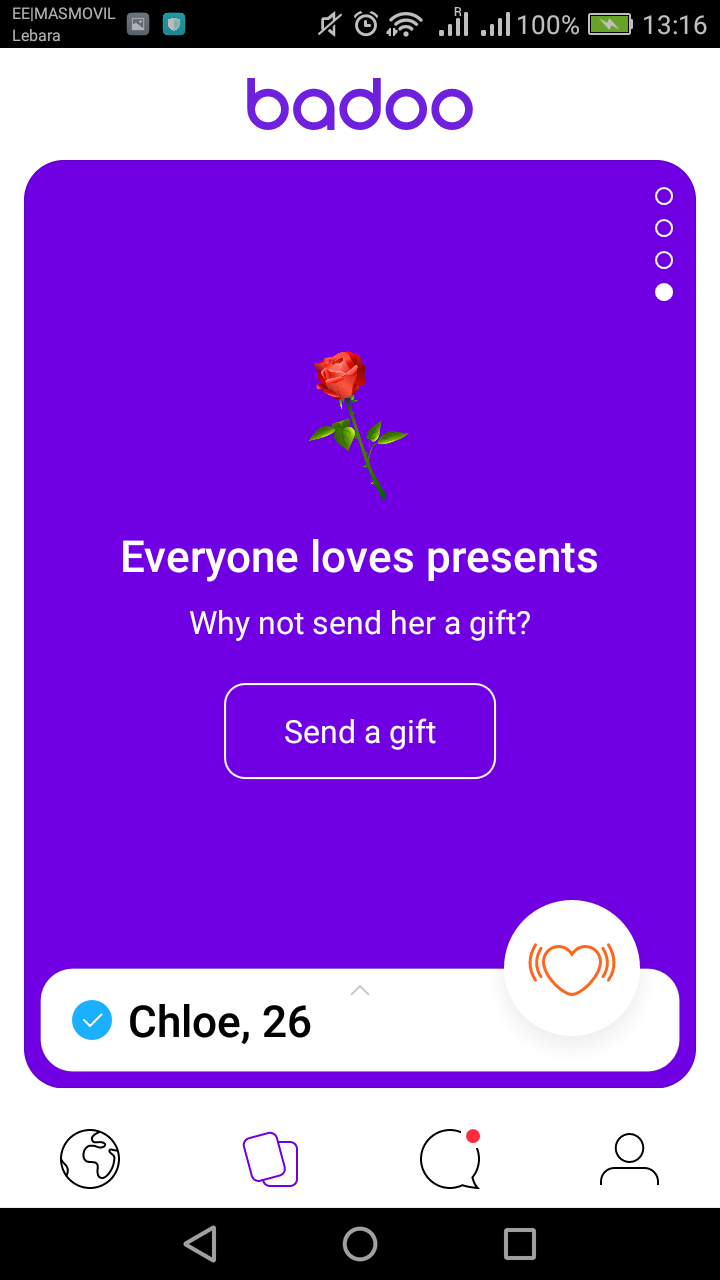 EE|MASMOVIL
Lebara
R
100%
13:16
badoo
Everyone loves presents
Why not send her a gift?
Send a gift
Chloe, 26